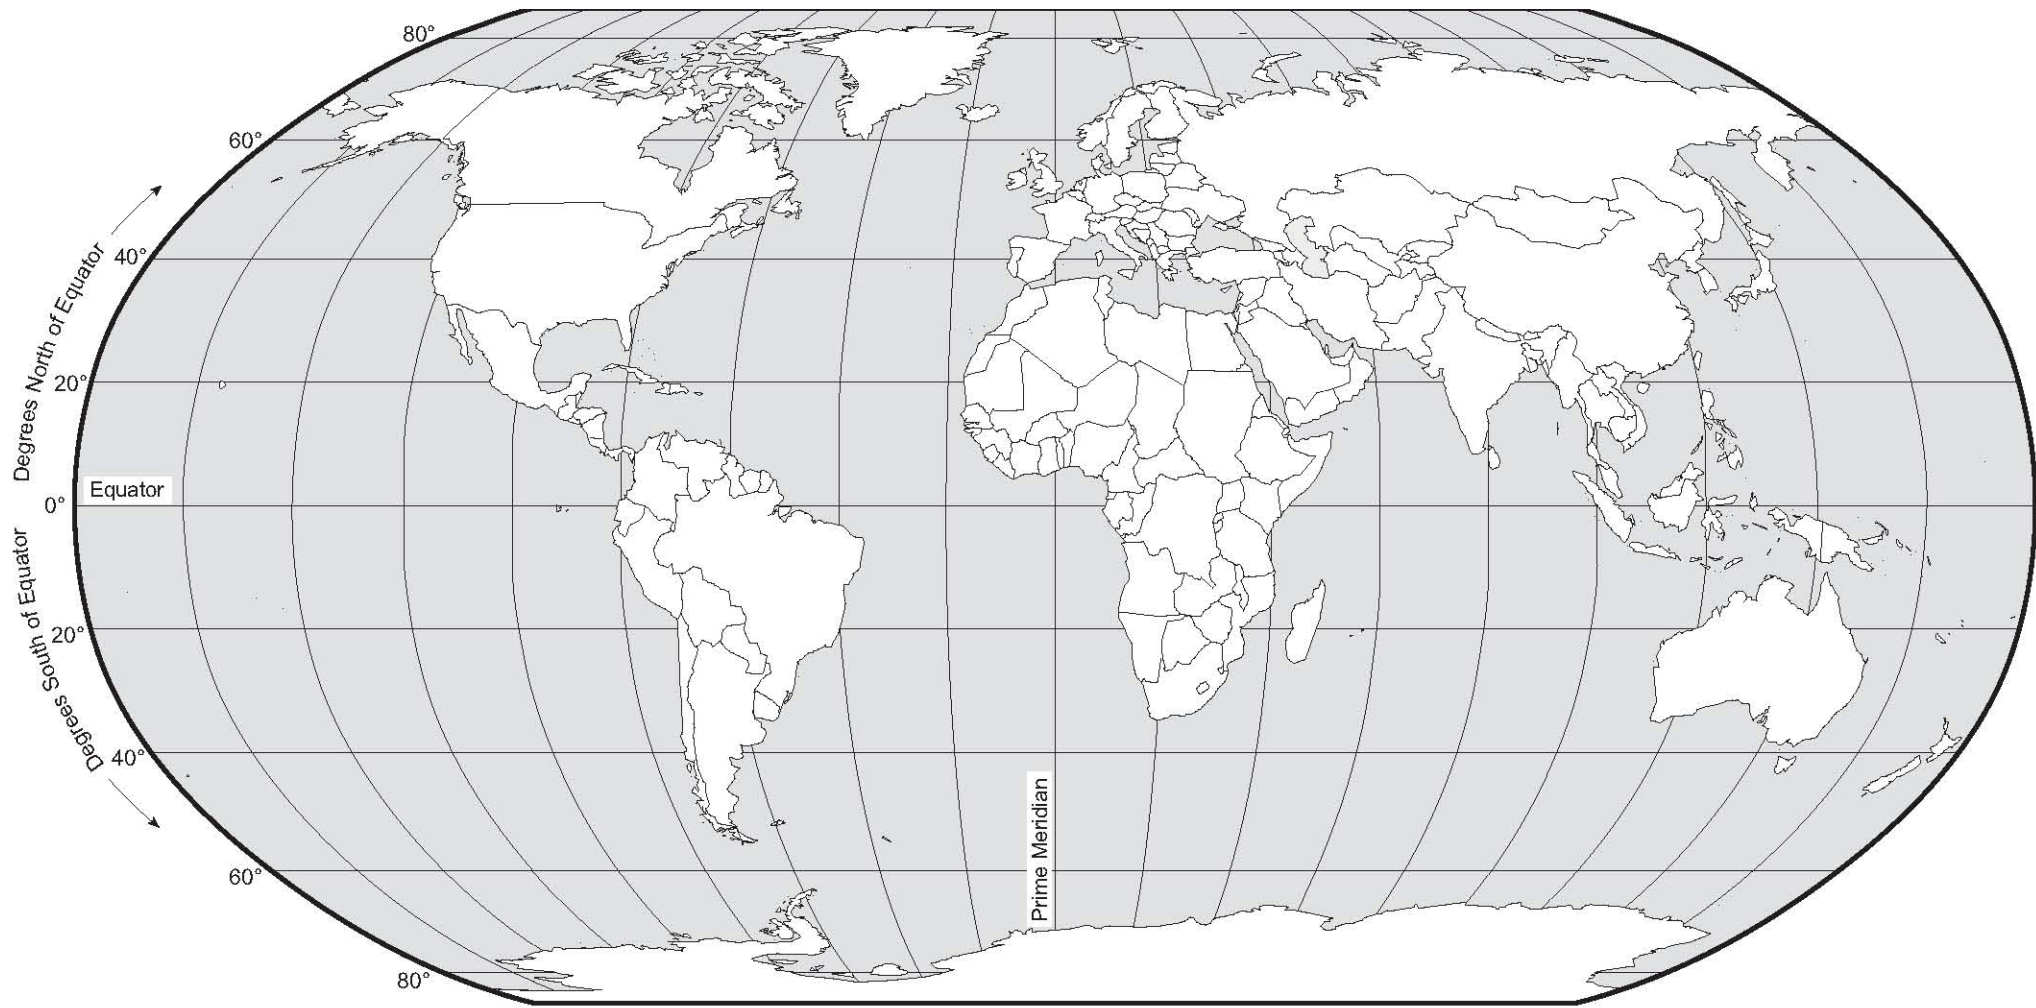 80°
60°
40°
20°
0°
20°
40°
60°
80°
Degrees North of Equator
Degrees South of Equator
Equator
Prime Meridian